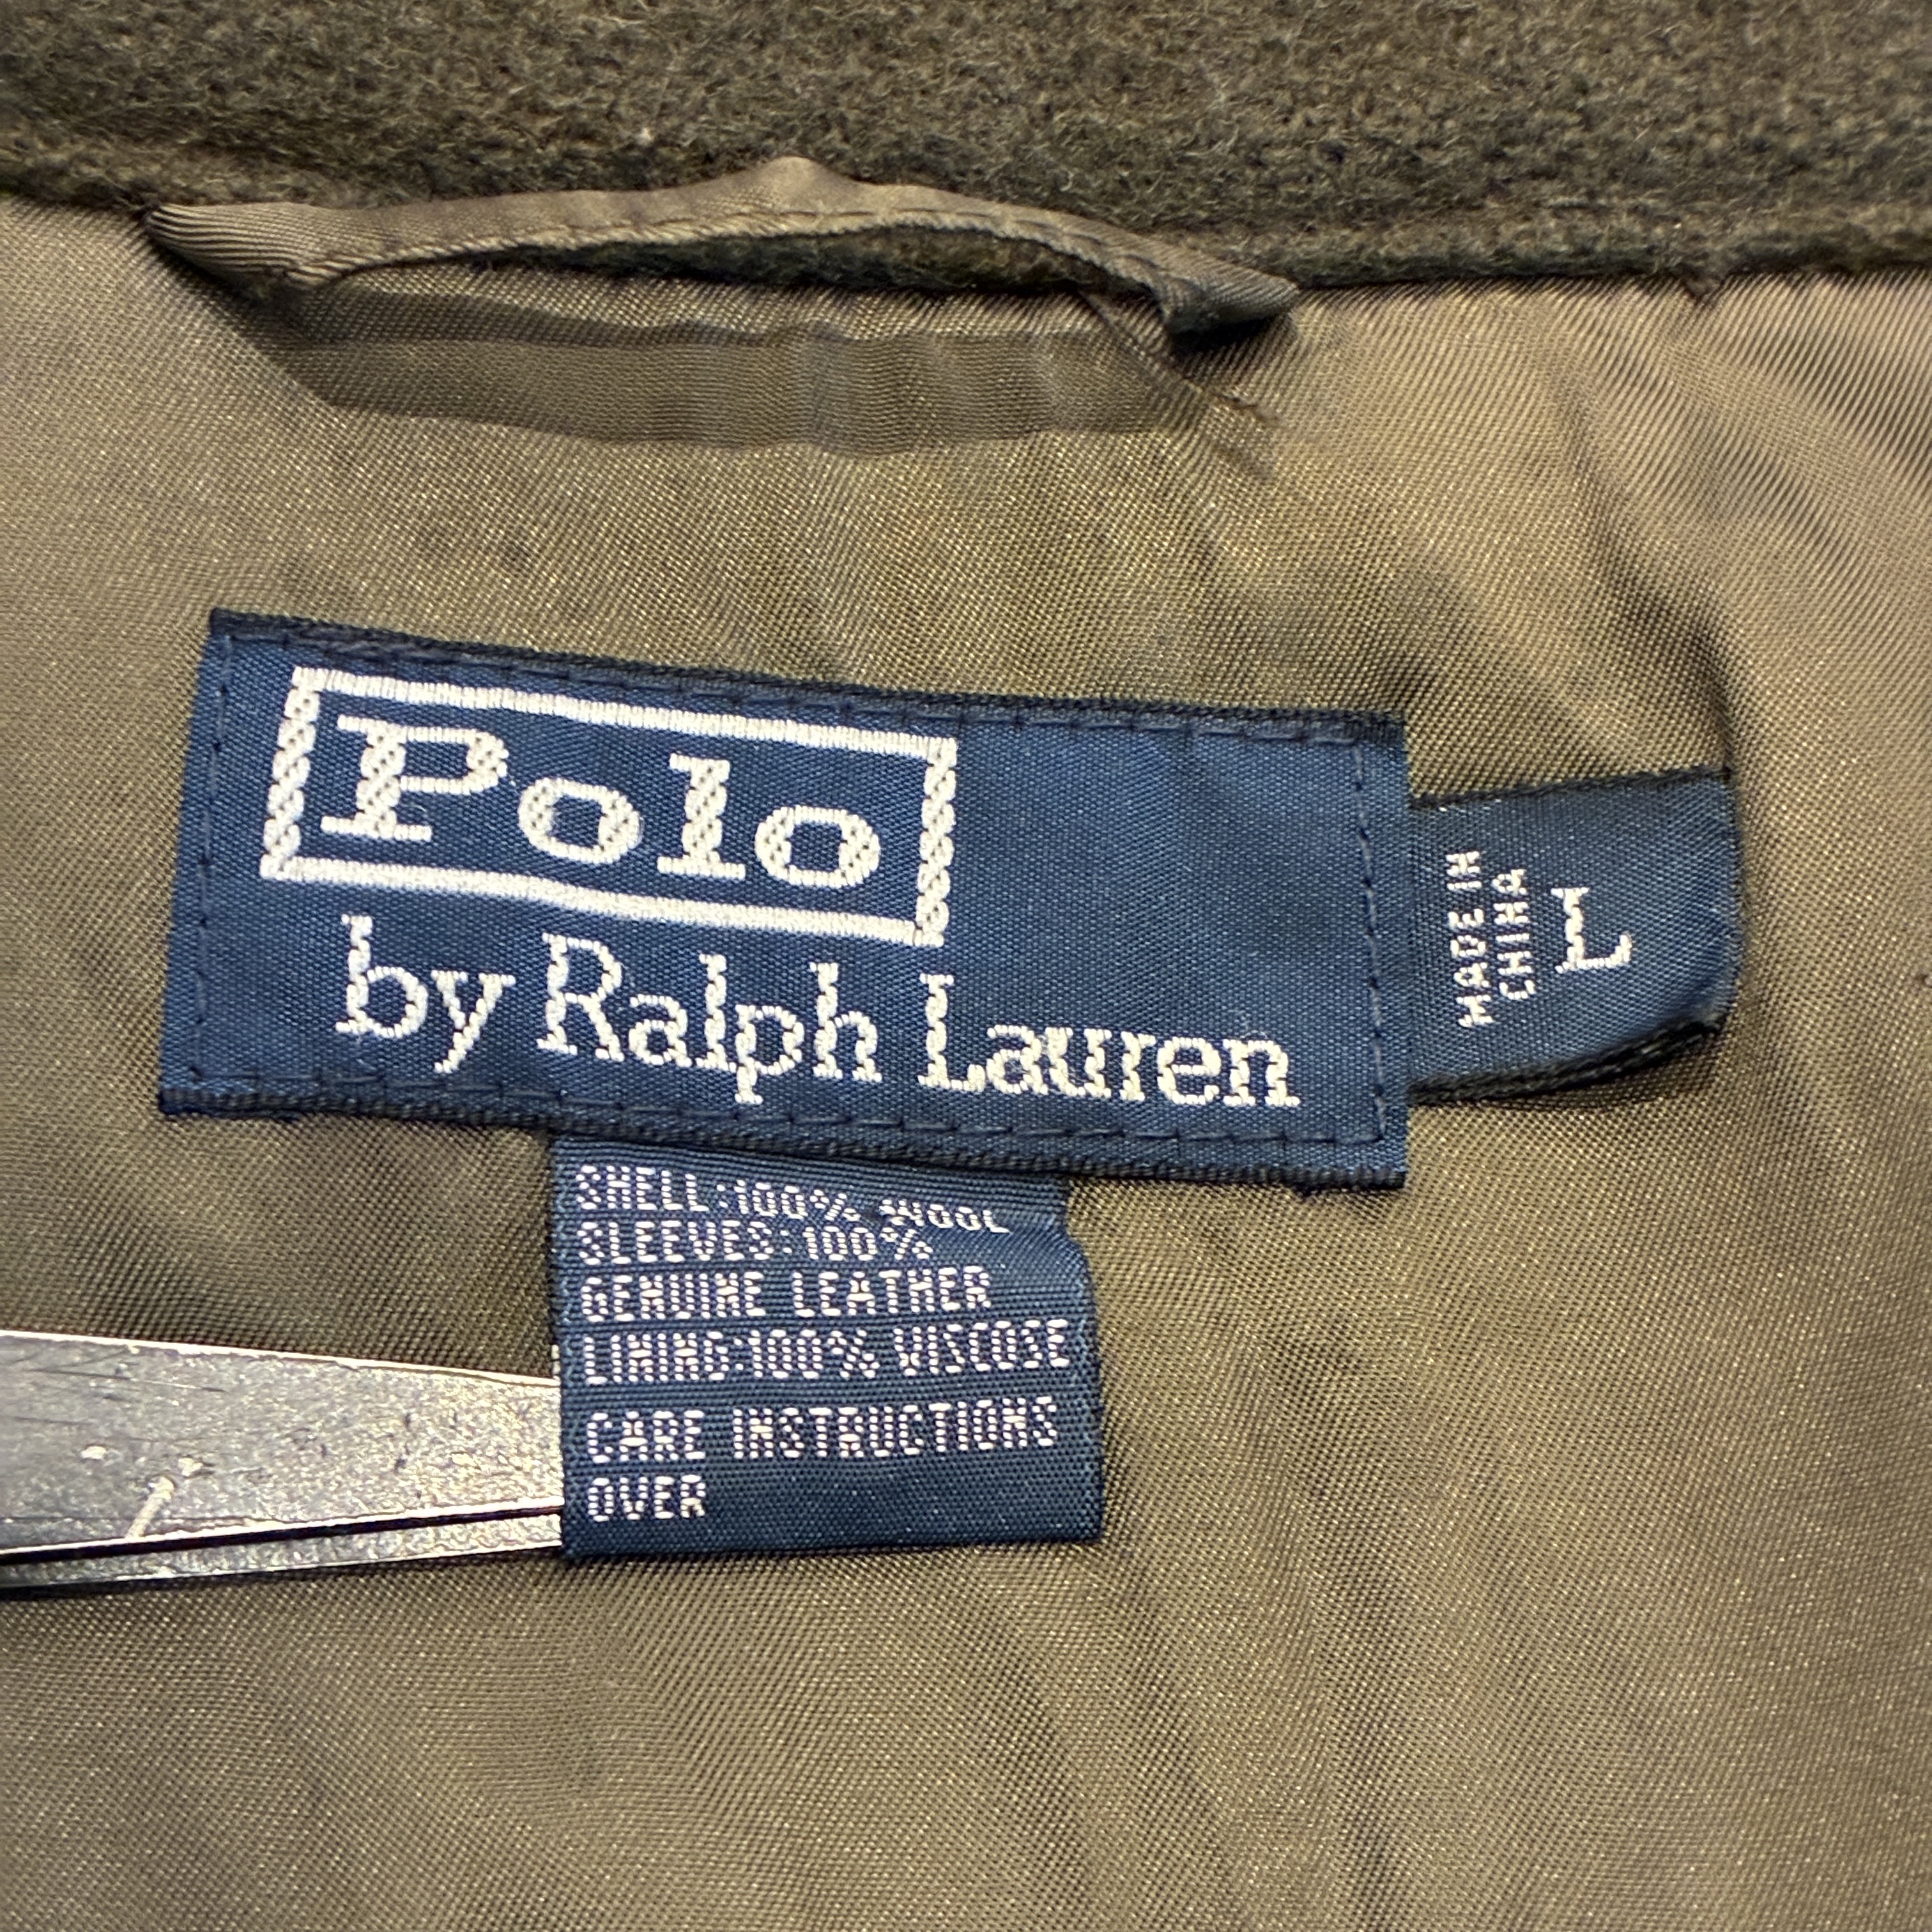 Polo
by Ralph Lauren
MADE IN
CHINA
L
SHELL:100% WOOL
SLEEVES:100%
GENUINE LEATHER
LINING:100% VISCOSE
CARE INSTRUCTIONS
OVER